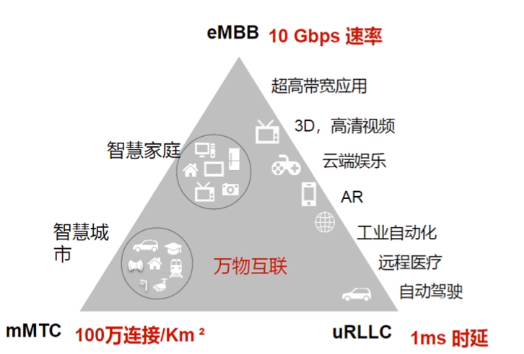 eMBB 10 Gbps 速率
超高带宽应用
3D，高清视频
智慧家庭
云端娱乐
AR
智慧城
市
工业自动化
万物互联
远程医疗
自动驾驶
mMTC 100万连接/Km²
uRLLC 1ms 时延